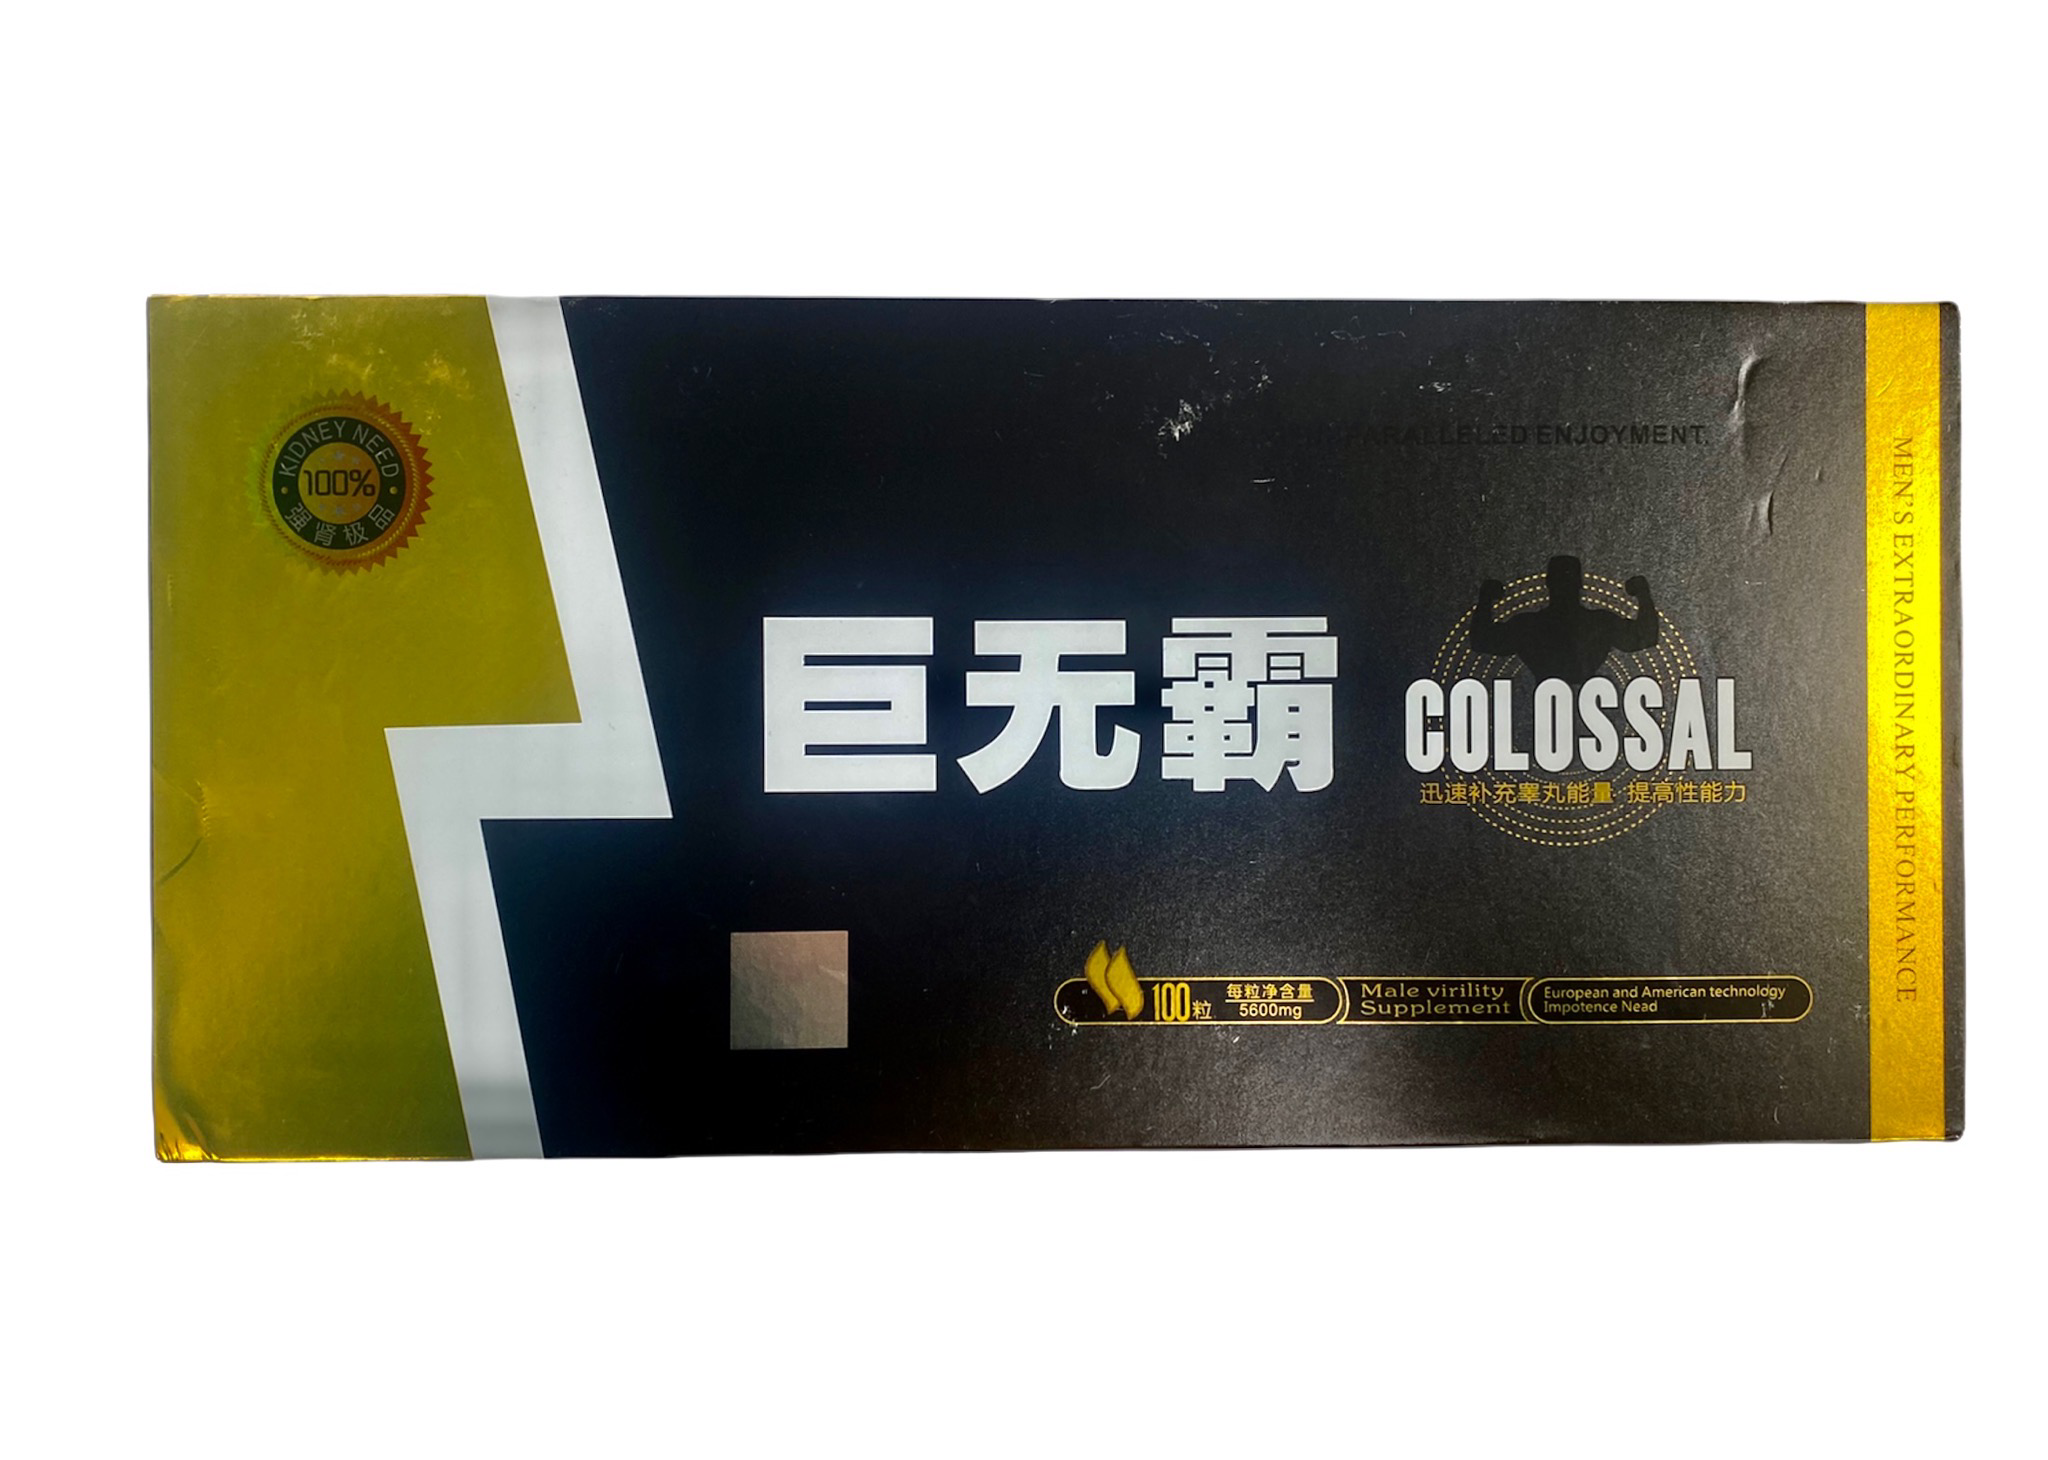 KIDNEY NEED
100%
强肾极品
PARALLELED ENJOYMENT.
巨无霸
COLOSSAL
迅速补充睾丸能量 提高性能力
100粒
每粒净含量
5600mg
Male virility
Supplement
European and American technology
Impotence Nead
MEN'S EXTRAORDINARY PERFORMANCE